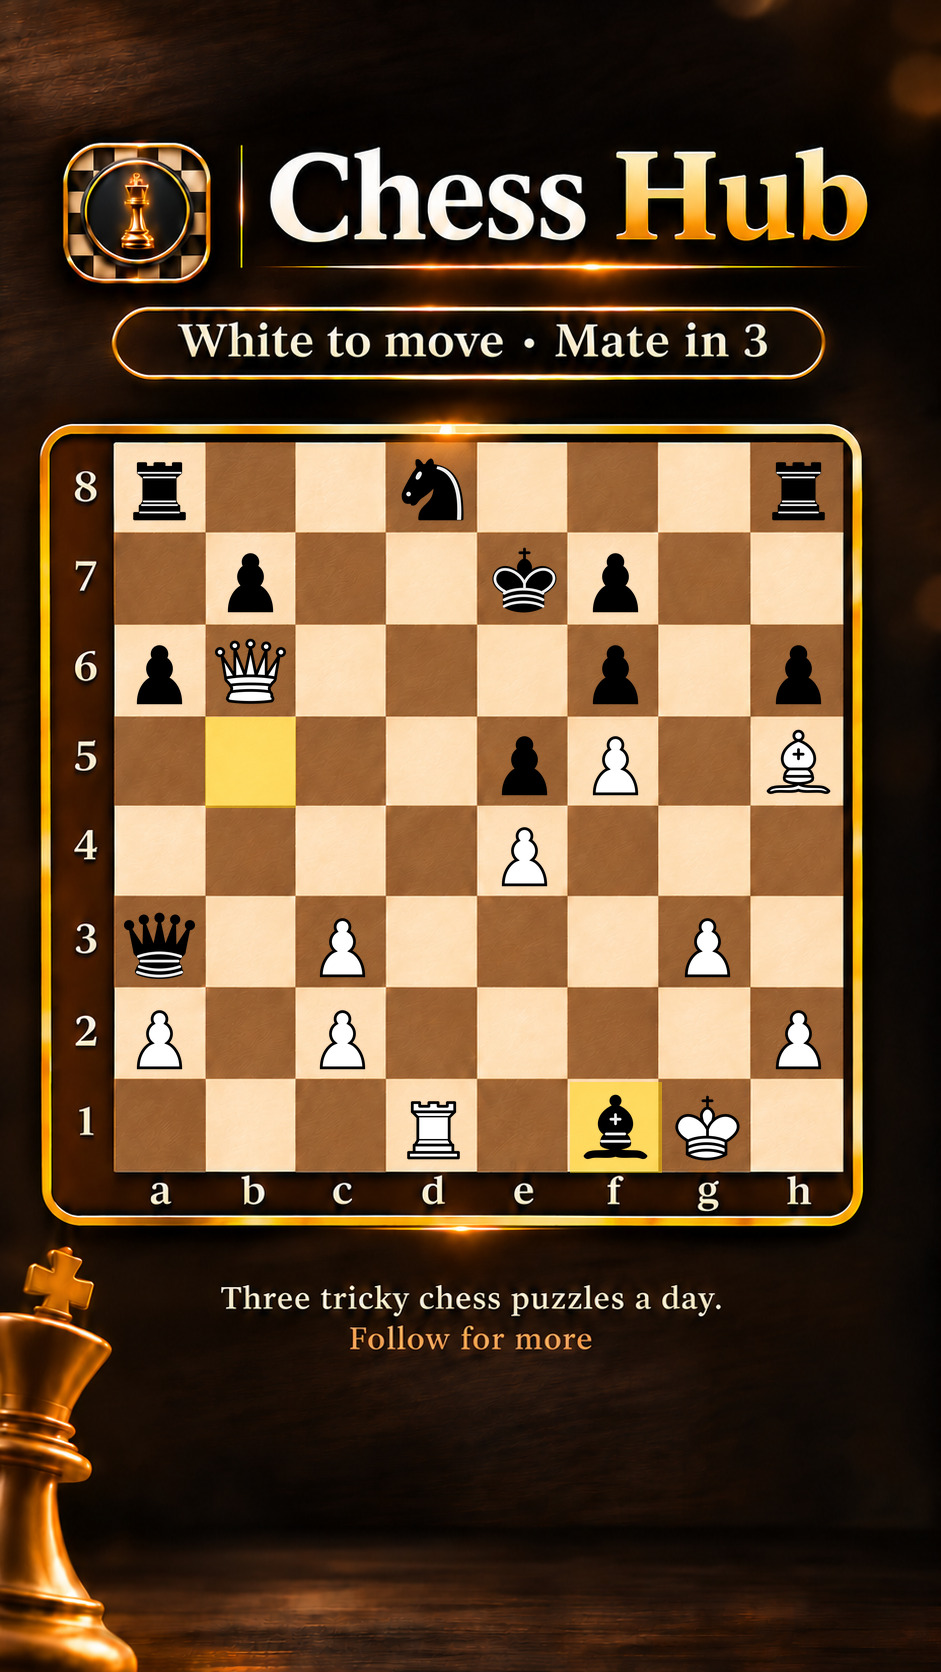 Chess Hub
White to move • Mate in 3
8
7
6
5
4
3
2
1
a b c d e f g h
Three tricky chess puzzles a day.
Follow for more